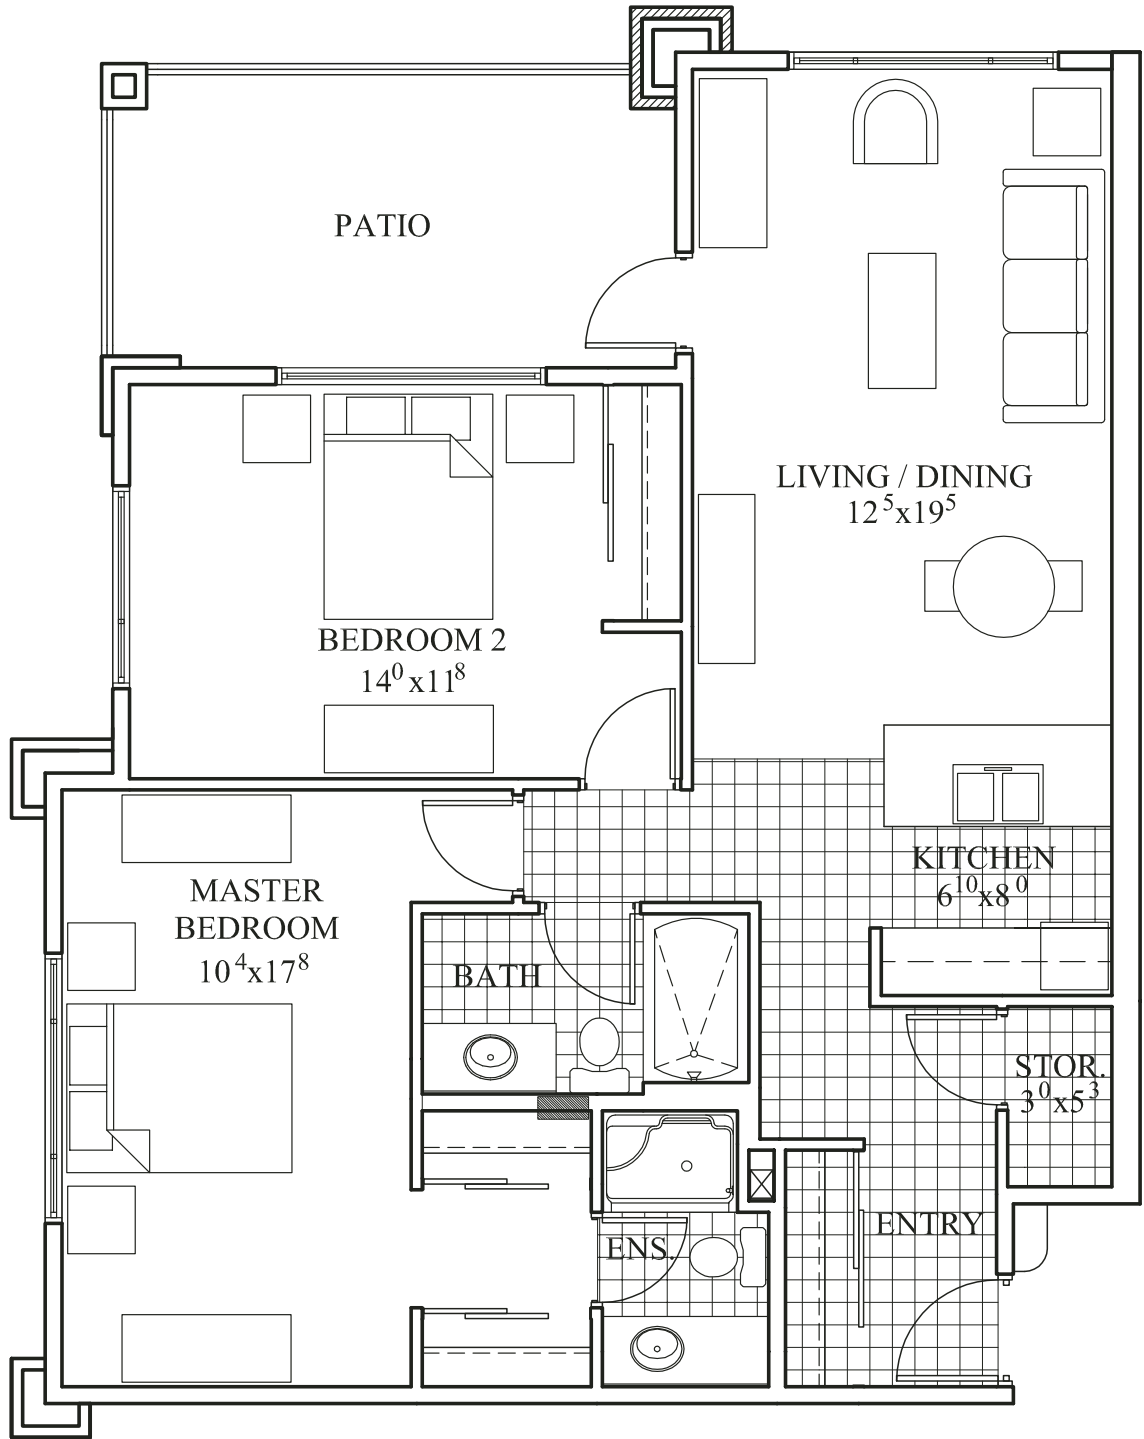 PATIO
LIVING / DINING
12⁵x19⁵
BEDROOM 2
14⁰x11⁸
KITCHEN
6¹⁰x8⁰
MASTER
BEDROOM
10⁴x17⁸
BATH
STOR.
3⁰x5³
ENTRY
ENS.